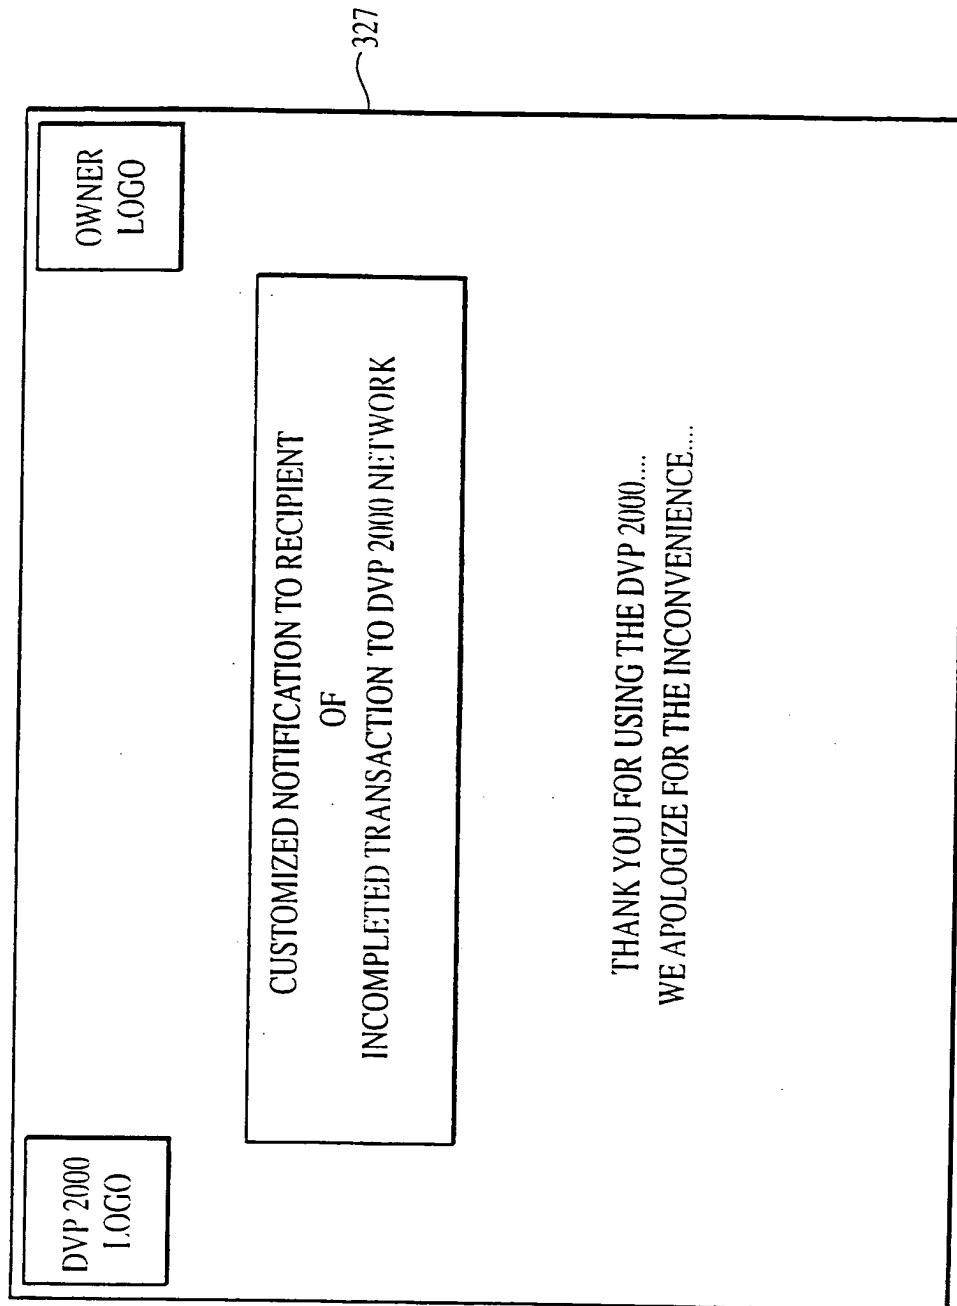 327
DVP 2000
LOGO
OWNER
LOGO
CUSTOMIZED NOTIFICATION TO RECIPIENT
OF
INCOMPLETED TRANSACTION TO DVP 2000 NETWORK
THANK YOU FOR USING THE DVP 2000....
WE APOLOGIZE FOR THE INCONVENIENCE....